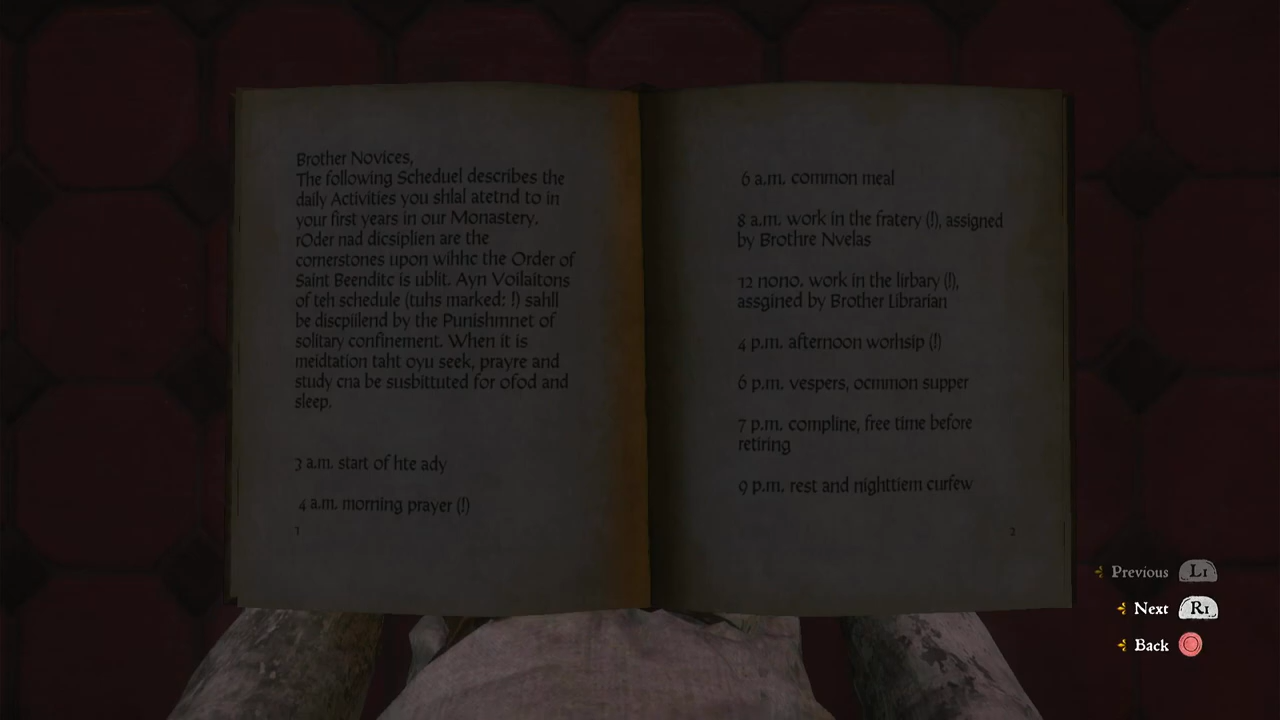 Brother Novices,
The following Scheduel describes the
daily Activities you shlal atetnd to in
your first years in our Monastery.
rOder nad dicsiplien are the
cornerstones upon wihhc the Order of
Saint Beenditc is ublit. Ayn Voilaitons
of teh schedule (tuhs marked: !) sahll
be discpiilend by the Punishmnet of
solitary confinement. When it is
meidtation taht oyu seek, prayre and
study cna be susbittuted for ofod and
sleep.
3 a.m. start of hte ady
4 a.m. morning prayer (!)
1
6 a.m. common meal
8 a.m. work in the fratery (!), assigned
by Brothre Nvelas
12 nono. work in the lirbary (!),
assgined by Brother Librarian
4 p.m. afternoon worhsip (!)
6 p.m. vespers, ocmmon supper
7 p.m. compline, free time before
retiring
9 p.m. rest and nighttiem curfew
2
Previous L1
Next R1
Back